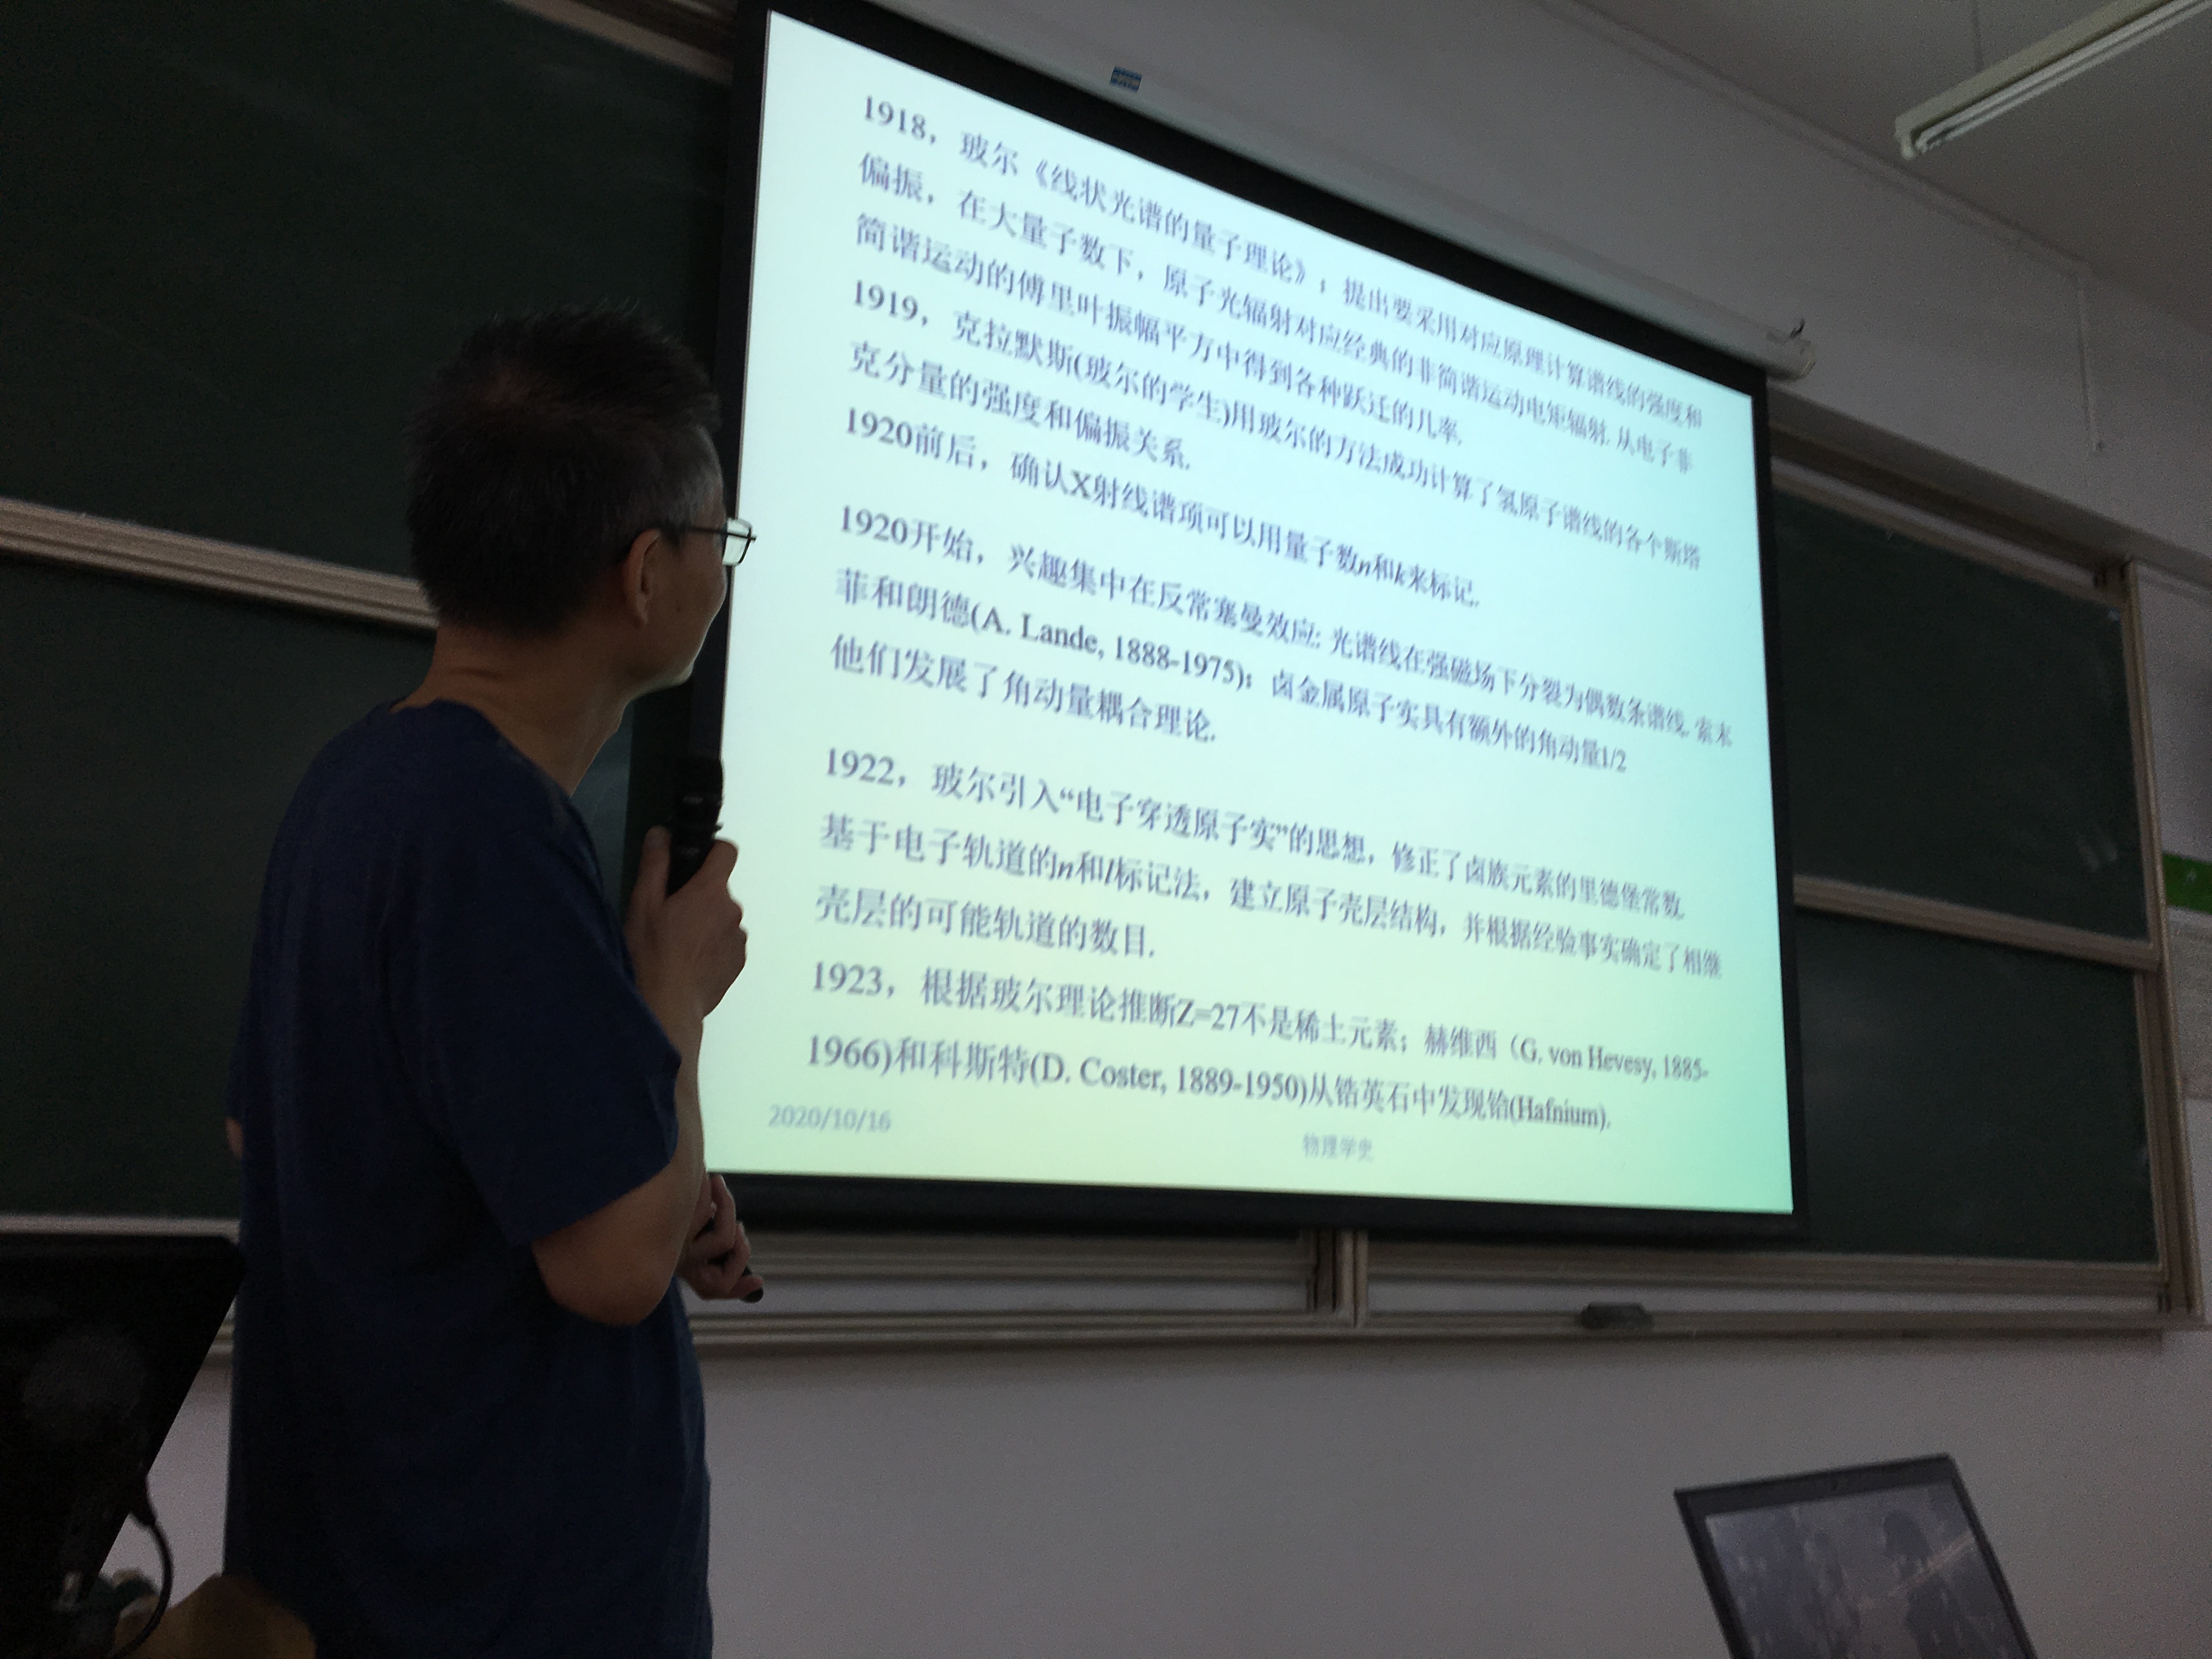 1918，玻尔《线状光谱的量子理论》；提出要采用对应原理计算谱线的强度和
偏振，在大量子数下，原子光辐射对应经典的非简谐运动电矩辐射. 从电子非
简谐运动的傅里叶振幅平方中得到各种跃迁的几率.
1919，克拉默斯(玻尔的学生)用玻尔的方法成功计算了氢原子谱线的各个斯塔
克分量的强度和偏振关系.
1920前后，确认X射线谱项可以用量子数n和k来标记.
1920开始，兴趣集中在反常塞曼效应: 光谱线在强磁场下分裂为偶数条谱线. 索末
菲和朗德(A. Lande, 1888-1975)：卤金属原子实具有额外的角动量1/2
他们发展了角动量耦合理论.
1922，玻尔引入“电子穿透原子实”的思想，修正了卤族元素的里德堡常数.
基于电子轨道的n和l标记法，建立原子壳层结构，并根据经验事实确定了相继
壳层的可能轨道的数目.
1923，根据玻尔理论推断Z=27不是稀土元素；赫维西（G. von Hevesy, 1885-
1966)和科斯特(D. Coster, 1889-1950)从锆英石中发现铪(Hafnium).
2020/10/16
物理学史